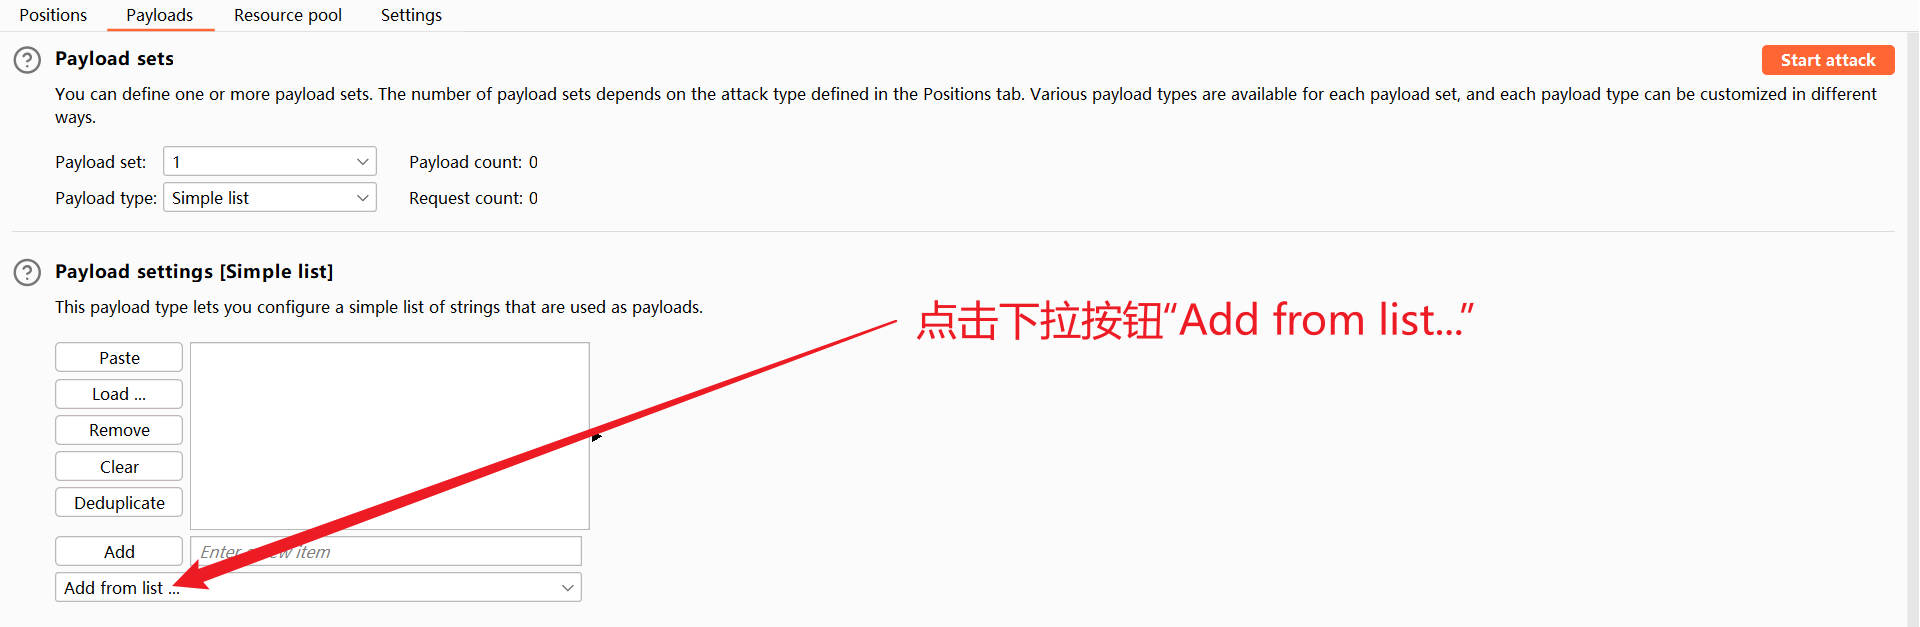 Positions Payloads Resource pool Settings
Payload sets
Start attack
You can define one or more payload sets. The number of payload sets depends on the attack type defined in the Positions tab. Various payload types are available for each payload set, and each payload type can be customized in different
ways.
Payload set: 1 Payload count: 0
Payload type: Simple list Request count: 0
Payload settings [Simple list]
This payload type lets you configure a simple list of strings that are used as payloads.
点击下拉按钮“Add from list...”
Paste
Load ...
Remove
Clear
Deduplicate
Add Enter a new item
Add from list ...